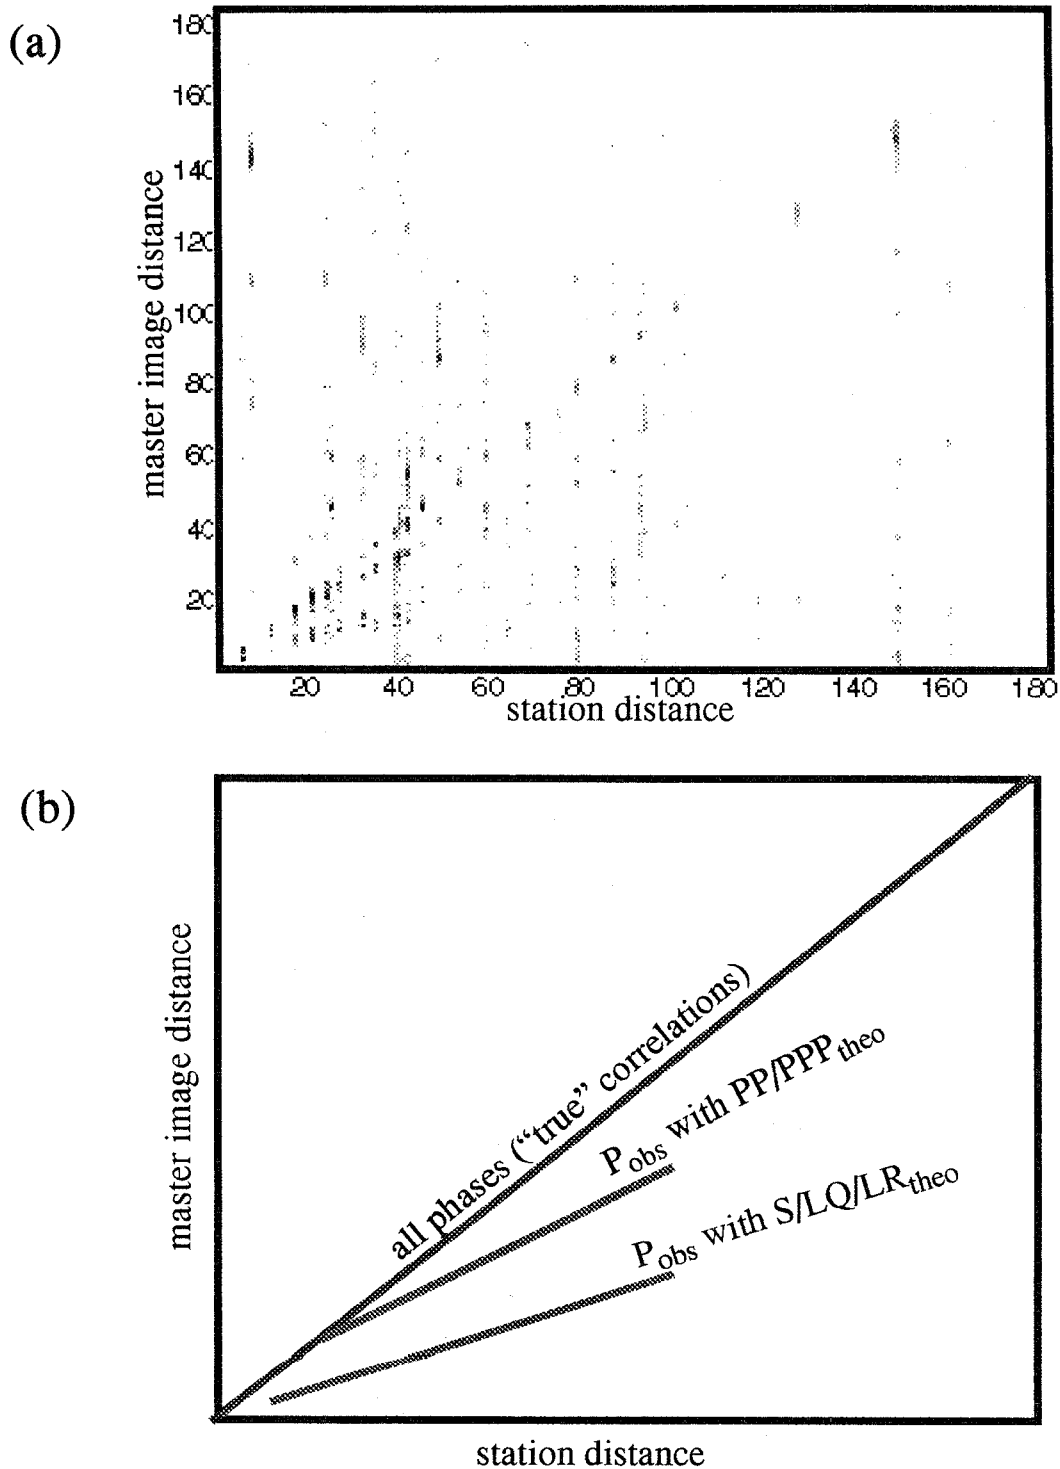 (a)
180
160
140
120
100
80
60
40
20
master image distance
20 40 60 80 100 120 140 160 180
station distance
(b)
all phases (“true” correlations)
P_obs with PP/PPP_theo
P_obs with S/LQ/LR_theo
master image distance
station distance